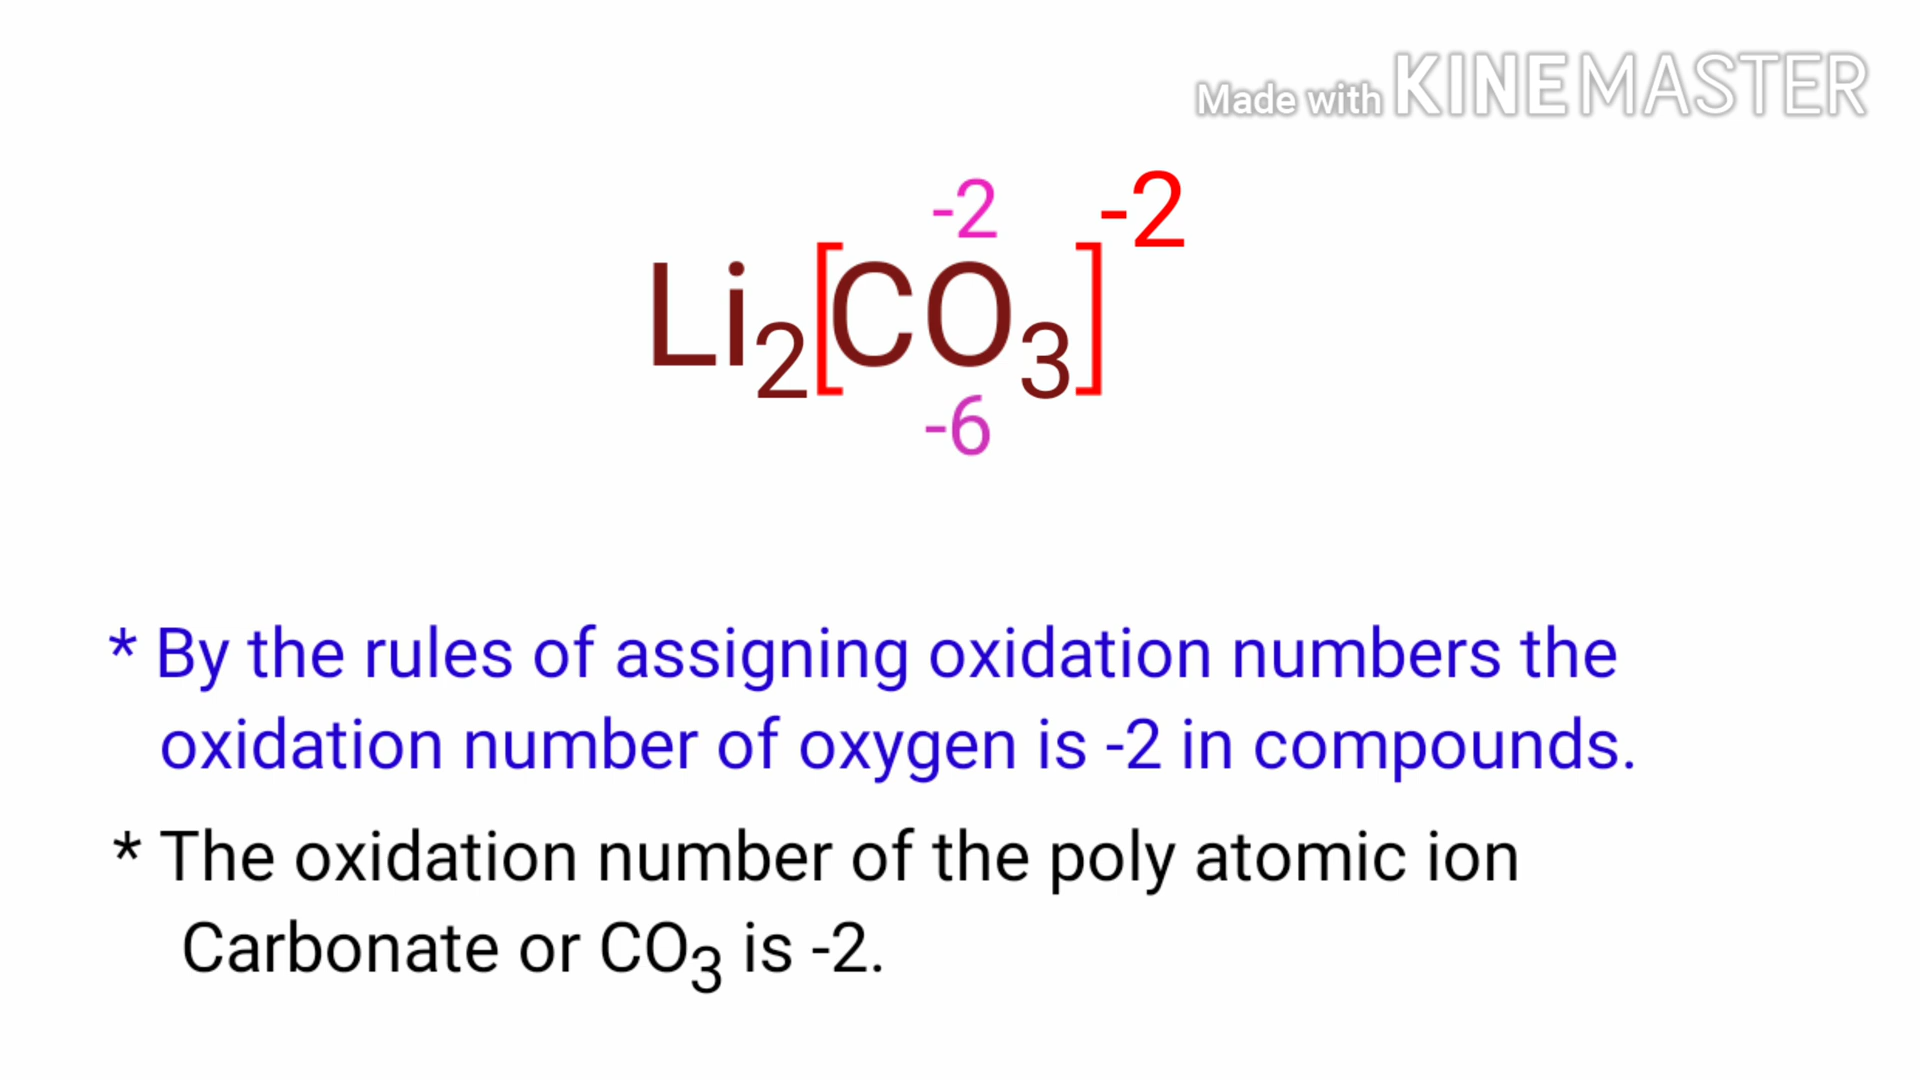 Made with KINEMASTER
-2 -2
Li₂[CO₃]
-6
* By the rules of assigning oxidation numbers the
oxidation number of oxygen is -2 in compounds.
* The oxidation number of the poly atomic ion
Carbonate or CO₃ is -2.